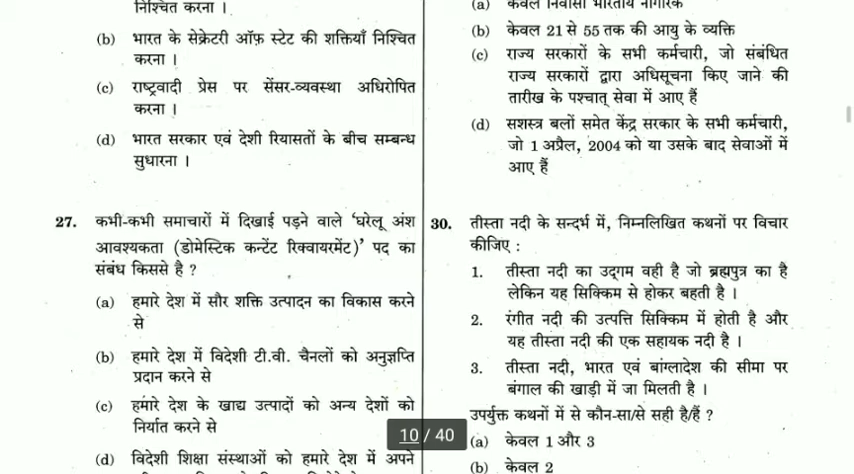 निश्चित करना ।
(b) भारत के सेक्रेटरी ऑफ़ स्टेट की शक्तियाँ निश्चित
करना ।
(c) राष्ट्रवादी प्रेस पर सेंसर-व्यवस्था अधिरोपित
करना ।
(d) भारत सरकार एवं देशी रियासतों के बीच सम्बन्ध
सुधारना ।
27. कभी-कभी समाचारों में दिखाई पड़ने वाले ‘घरेलू अंश
आवश्यकता (डोमेस्टिक कन्टेंट रिक्वायरमेंट)’ पद का
संबंध किससे है ?
(a) हमारे देश में सौर शक्ति उत्पादन का विकास करने
से
(b) हमारे देश में विदेशी टी.वी. चैनलों को अनुज्ञप्ति
प्रदान करने से
(c) हमारे देश के खाद्य उत्पादों को अन्य देशों को
निर्यात करने से
(d) विदेशी शिक्षा संस्थाओं को हमारे देश में अपने
(a) केवल निवासी भारतीय नागरिक
(b) केवल 21 से 55 तक की आयु के व्यक्ति
(c) राज्य सरकारों के सभी कर्मचारी, जो संबंधित
राज्य सरकारों द्वारा अधिसूचना किए जाने की
तारीख के पश्चात् सेवा में आए हैं
(d) सशस्त्र बलों समेत केंद्र सरकार के सभी कर्मचारी,
जो 1 अप्रैल, 2004 को या उसके बाद सेवाओं में
आए हैं
30. तीस्ता नदी के सन्दर्भ में, निम्नलिखित कथनों पर विचार
कीजिए :
1. तीस्ता नदी का उद्गम वही है जो ब्रह्मपुत्र का है
लेकिन यह सिक्किम से होकर बहती है ।
2. रंगीत नदी की उत्पत्ति सिक्किम में होती है और
यह तीस्ता नदी की एक सहायक नदी है ।
3. तीस्ता नदी, भारत एवं बांग्लादेश की सीमा पर
बंगाल की खाड़ी में जा मिलती है ।
उपर्युक्त कथनों में से कौन-सा/से सही है/हैं ?
(a) केवल 1 और 3
(b) केवल 2
10 / 40